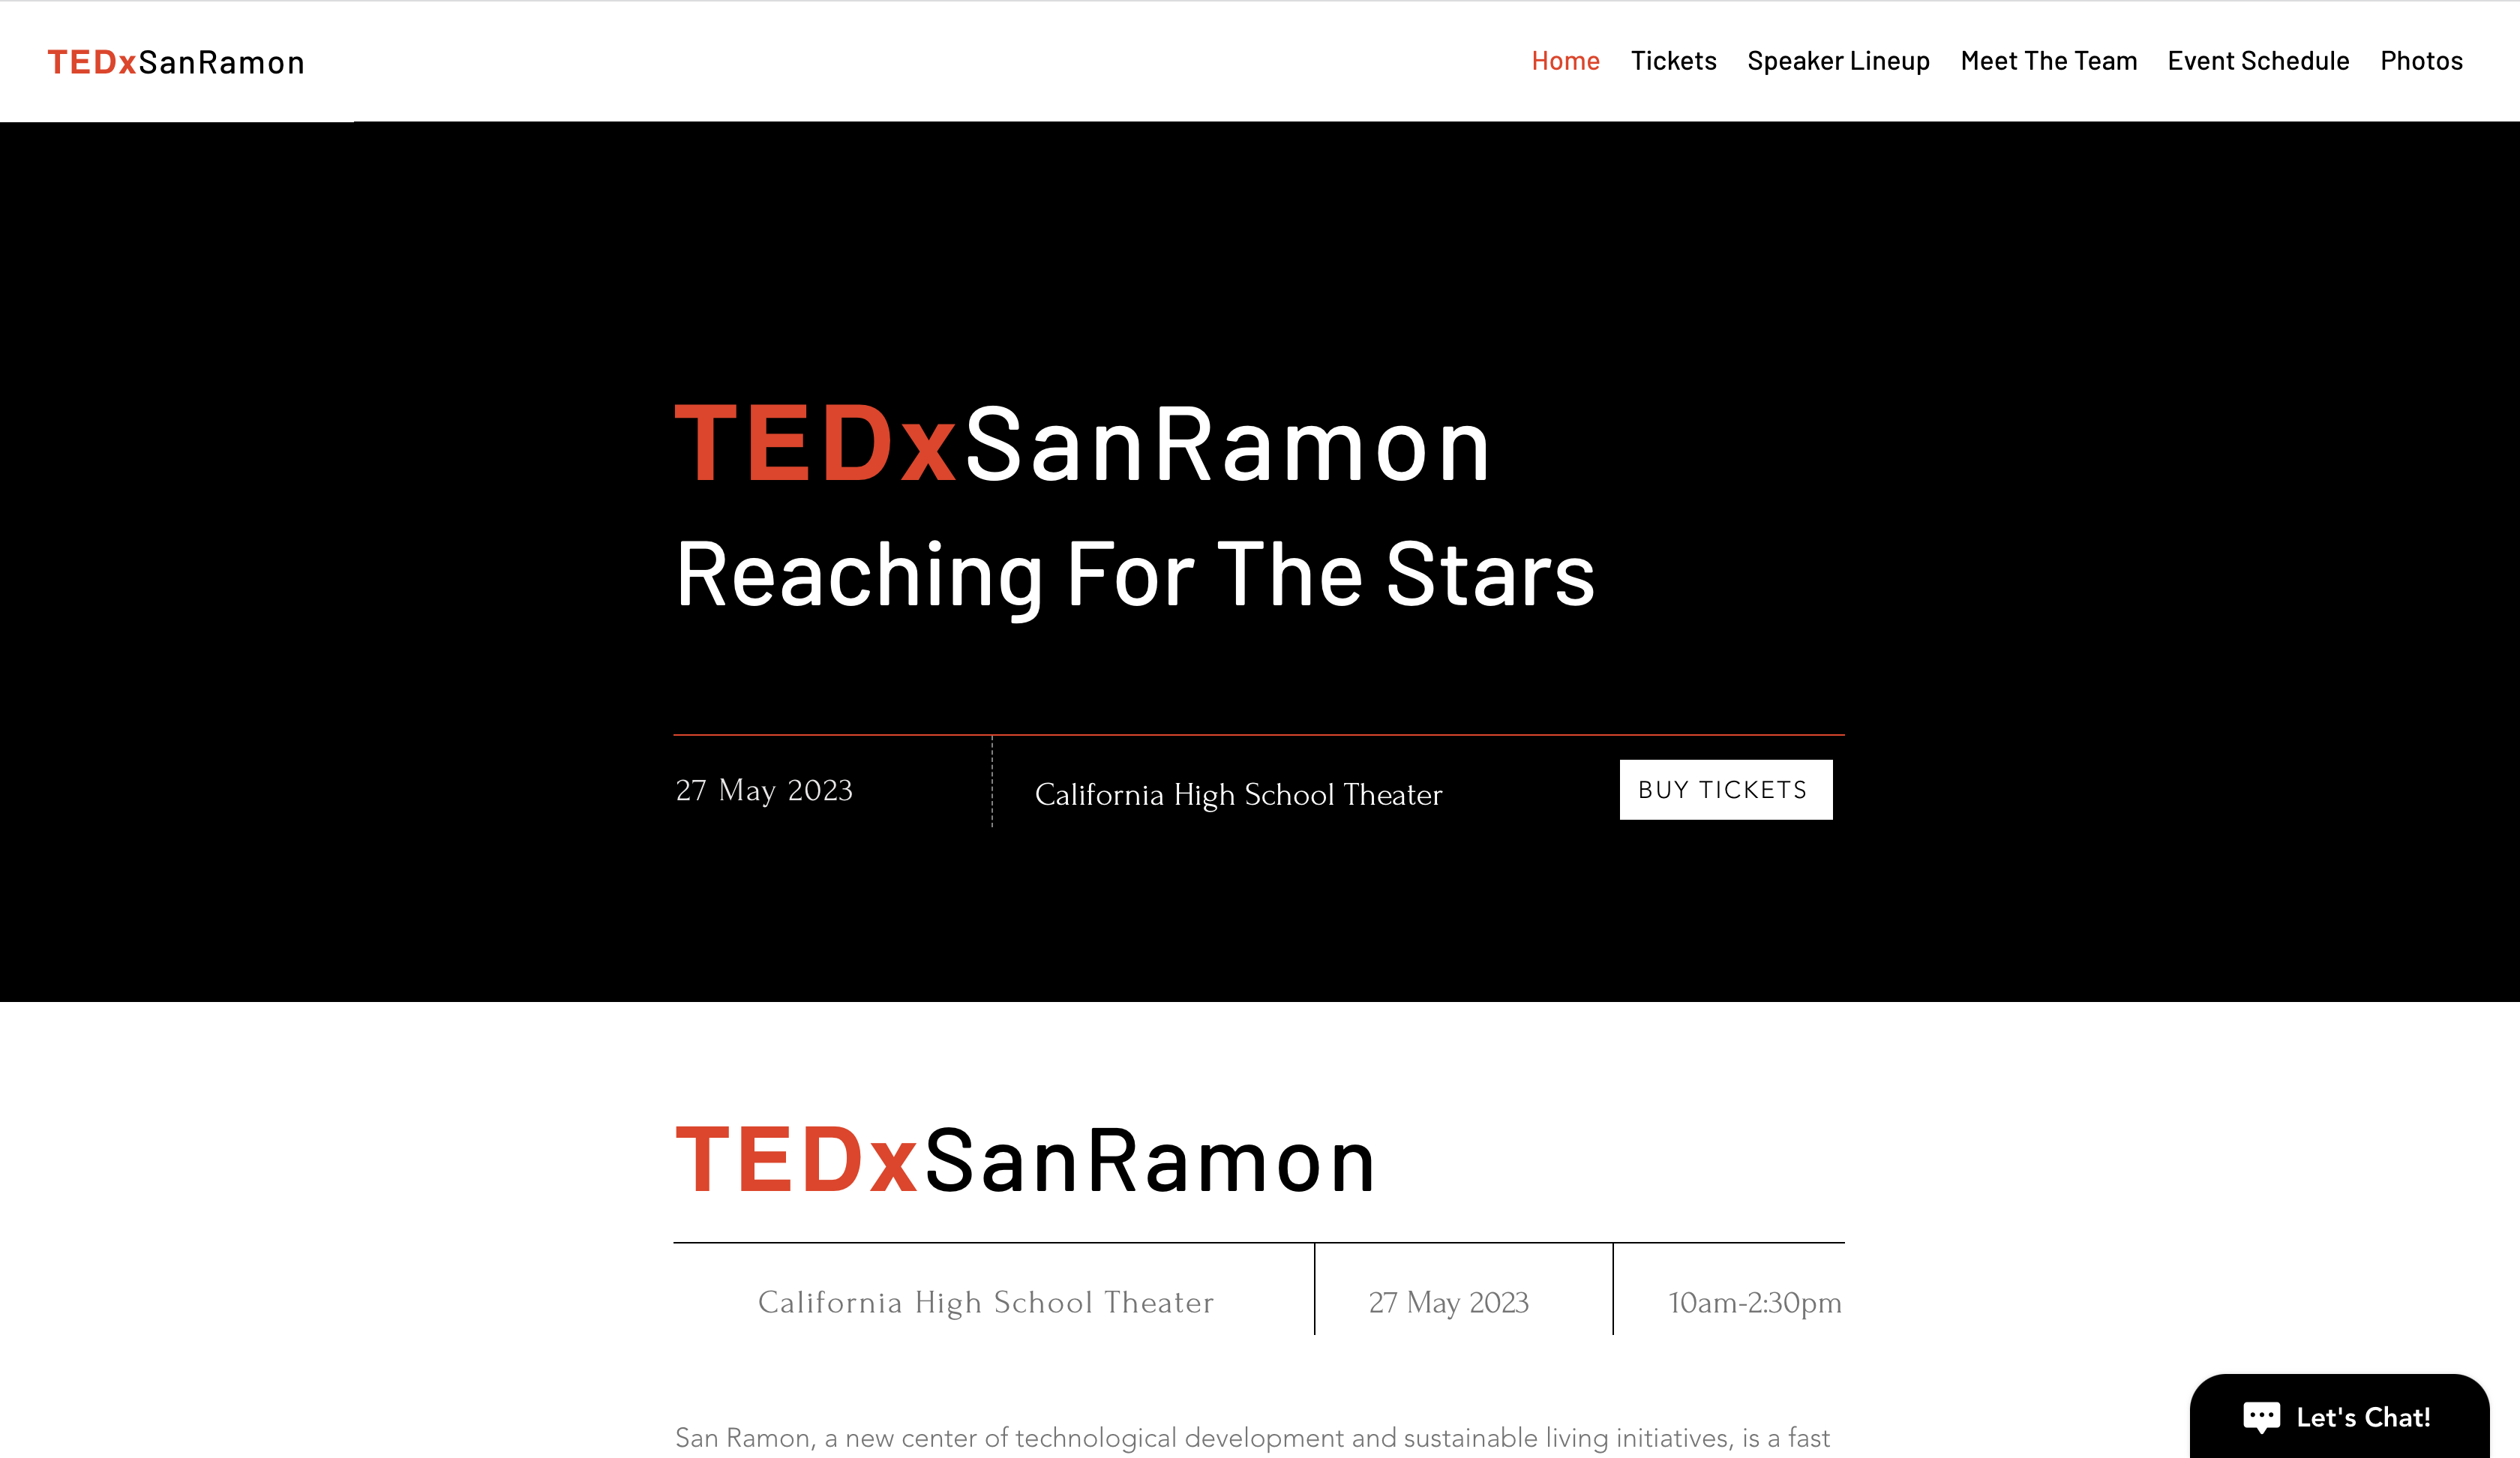 TEDxSanRamon
Home Tickets Speaker Lineup Meet The Team Event Schedule Photos
TEDxSanRamon
Reaching For The Stars
27 May 2023
California High School Theater
BUY TICKETS
TEDxSanRamon
California High School Theater
27 May 2023
10am-2:30pm
San Ramon, a new center of technological development and sustainable living initiatives, is a fast
Let's Chat!